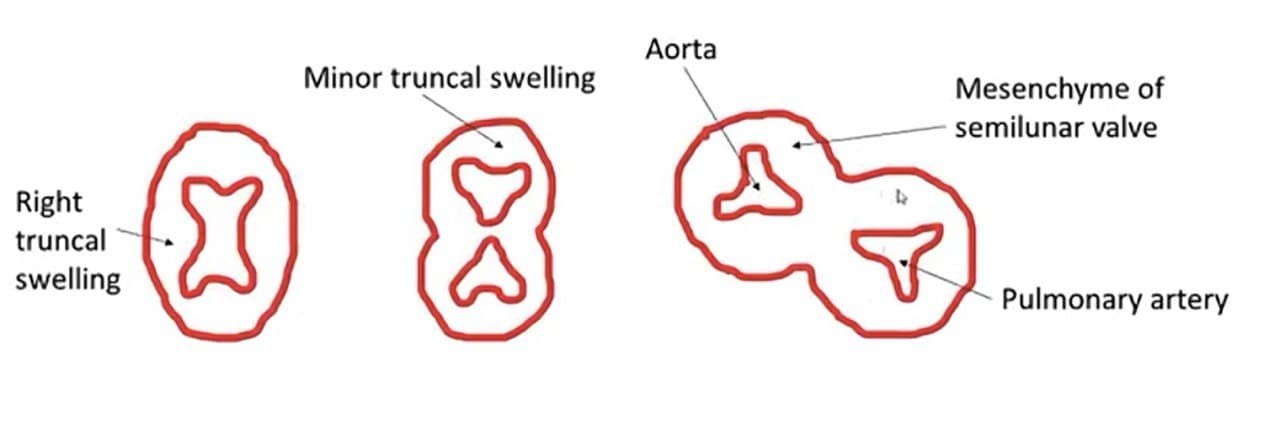 Right
truncal
swelling
Minor truncal swelling
Aorta
Mesenchyme of
semilunar valve
Pulmonary artery